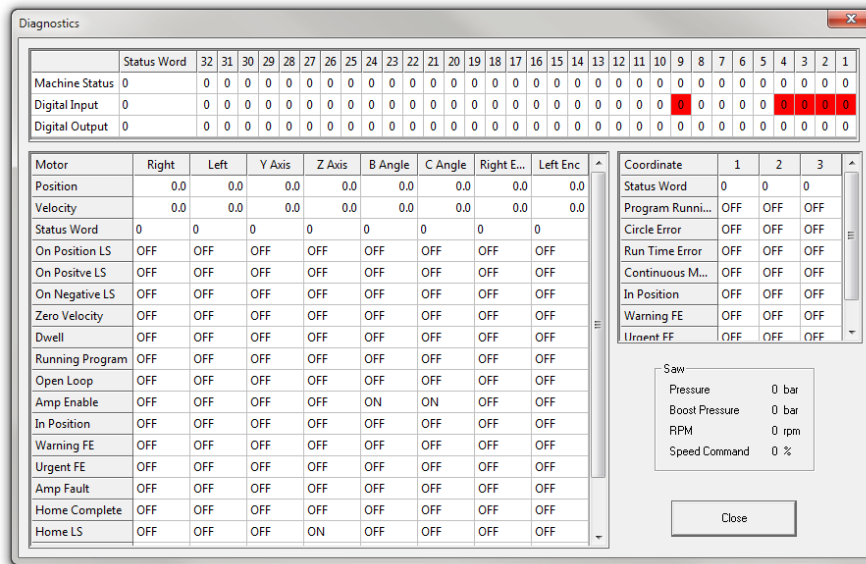 Diagnostics
Status Word 32 31 30 29 28 27 26 25 24 23 22 21 20 19 18 17 16 15 14 13 12 11 10 9 8 7 6 5 4 3 2 1
Machine Status 0 0 0 0 0 0 0 0 0 0 0 0 0 0 0 0 0 0 0 0 0 0 0 0 0 0 0 0 0 0 0 0 0
Digital Input 0 0 0 0 0 0 0 0 0 0 0 0 0 0 0 0 0 0 0 0 0 0 0 0 0 0 0 0 0 0 0 0 0
Digital Output 0 0 0 0 0 0 0 0 0 0 0 0 0 0 0 0 0 0 0 0 0 0 0 0 0 0 0 0 0 0 0 0 0
Motor Right Left Y Axis Z Axis B Angle C Angle Right E... Left Enc
Position 0.0 0.0 0.0 0.0 0.0 0.0 0.0 0.0
Velocity 0.0 0.0 0.0 0.0 0.0 0.0 0.0 0.0
Status Word 0 0 0 0 0 0 0 0
On Position LS OFF OFF OFF OFF OFF OFF OFF OFF
On Positve LS OFF OFF OFF OFF OFF OFF OFF OFF
On Negative LS OFF OFF OFF OFF OFF OFF OFF OFF
Zero Velocity OFF OFF OFF OFF OFF OFF OFF OFF
Dwell OFF OFF OFF OFF OFF OFF OFF OFF
Running Program OFF OFF OFF OFF OFF OFF OFF OFF
Open Loop OFF OFF OFF OFF OFF OFF OFF OFF
Amp Enable OFF OFF OFF OFF ON ON OFF OFF
In Position OFF OFF OFF OFF OFF OFF OFF OFF
Warning FE OFF OFF OFF OFF OFF OFF OFF OFF
Urgent FE OFF OFF OFF OFF OFF OFF OFF OFF
Amp Fault OFF OFF OFF OFF OFF OFF OFF OFF
Home Complete OFF OFF OFF OFF OFF OFF OFF OFF
Home LS OFF OFF OFF ON OFF OFF OFF OFF
Coordinate 1 2 3
Status Word 0 0 0
Program Runni... OFF OFF OFF
Circle Error OFF OFF OFF
Run Time Error OFF OFF OFF
Continuous M... OFF OFF OFF
In Position OFF OFF OFF
Warning FE OFF OFF OFF
Urgent FE OFF OFF OFF
Saw
Pressure 0 bar
Boost Pressure 0 bar
RPM 0 rpm
Speed Command 0 %
Close